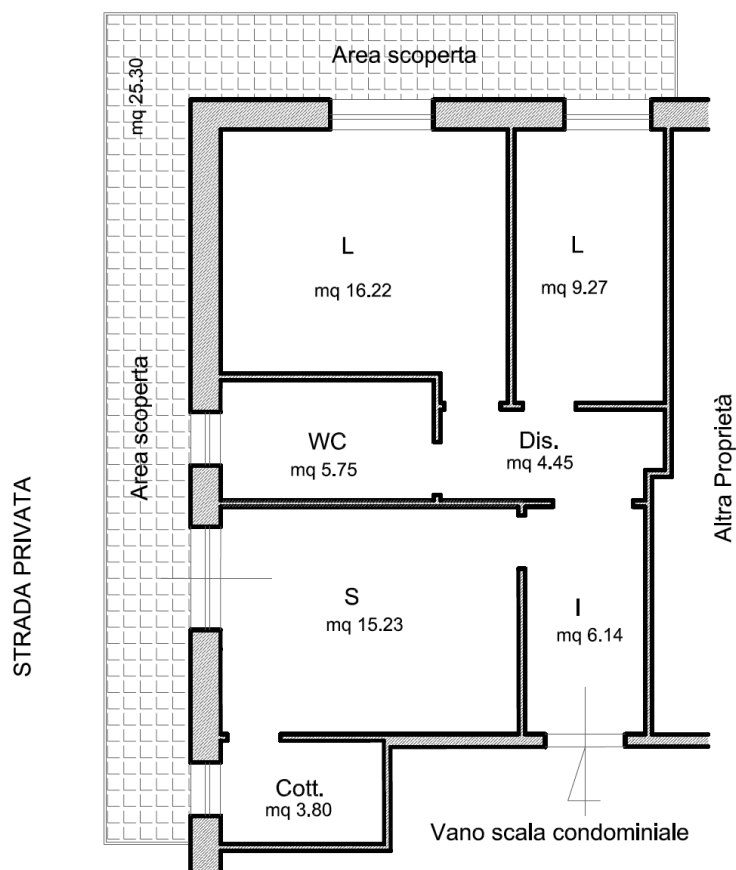 Area scoperta
mq 25.30
L
mq 16.22
L
mq 9.27
Area scoperta
WC
mq 5.75
Dis.
mq 4.45
Altra Proprietà
STRADA PRIVATA
S
mq 15.23
I
mq 6.14
Cott.
mq 3.80
Vano scala condominiale